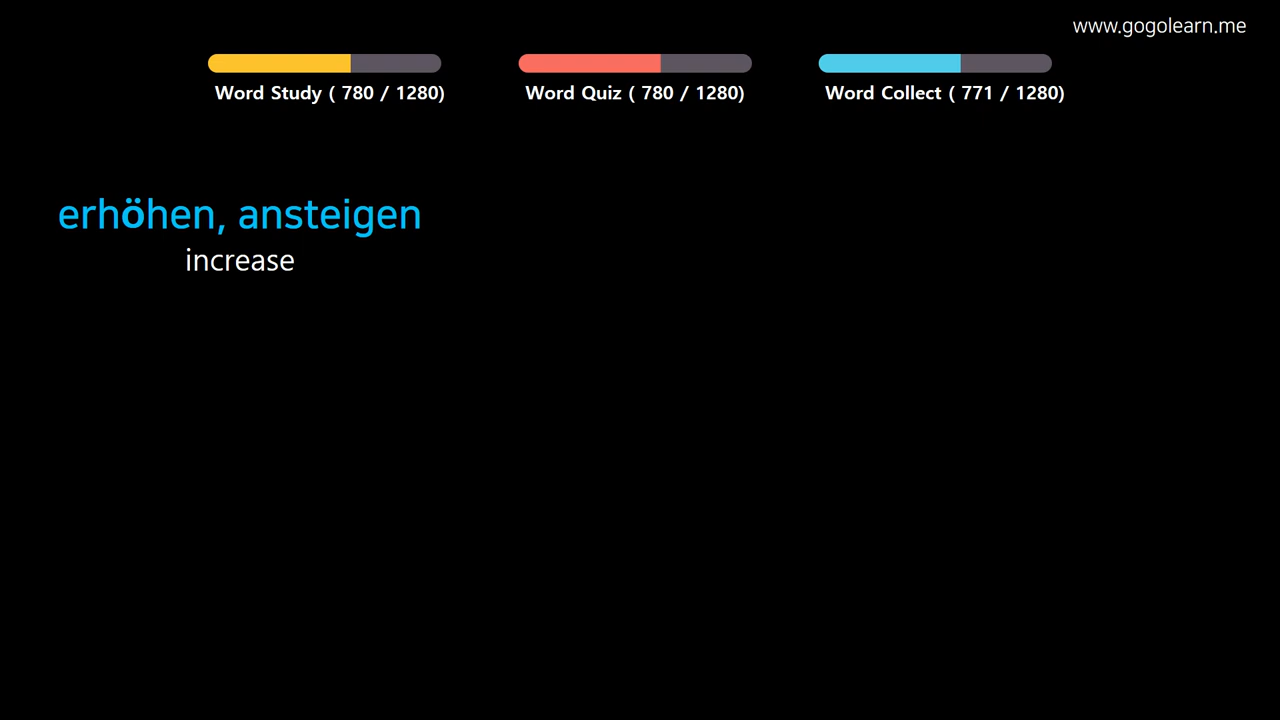 www.gogolearn.me
Word Study ( 780 / 1280)
Word Quiz ( 780 / 1280)
Word Collect ( 771 / 1280)
erhöhen, ansteigen
increase